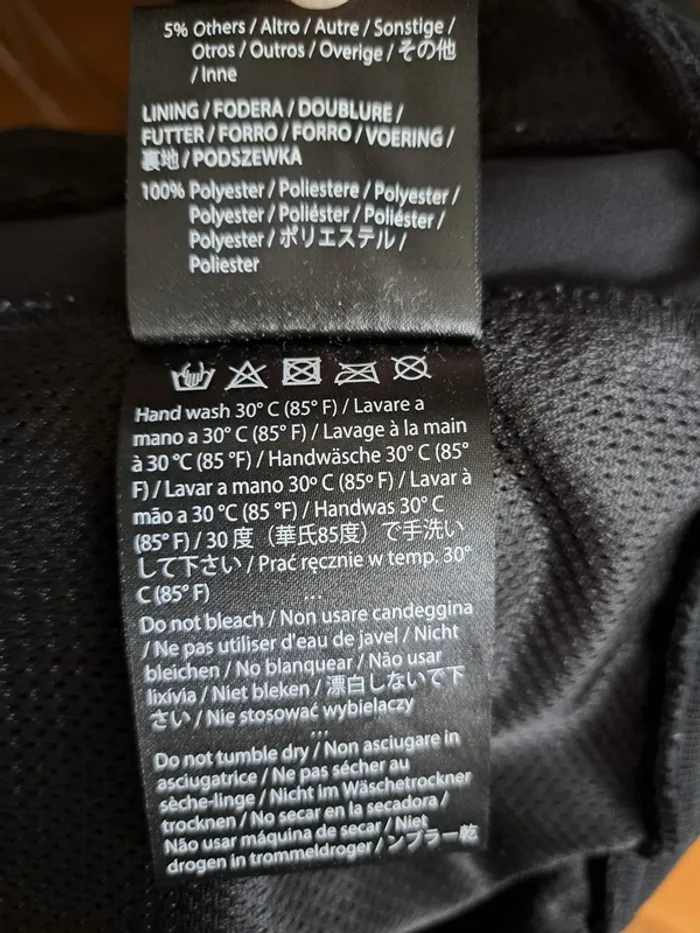 5% Others / Altro / Autre / Sonstige /
Otros / Outros / Overige / その他
/ Inne
LINING / FODERA / DOUBLURE /
FUTTER / FORRO / FORRO / VOERING /
裏地 / PODSZEWKA
100% Polyester / Poliestere / Polyester /
Polyester / Poliéster / Poliéster /
Polyester / ポリエステル /
Poliester
Hand wash 30° C (85° F) / Lavare a
mano a 30° C (85° F) / Lavage à la main
à 30 °C (85 °F) / Handwäsche 30° C (85°
F) / Lavar a mano 30º C (85º F) / Lavar à
mão a 30 °C (85 °F) / Handwas 30° C
(85° F) / 30 度（華氏85度）で手洗い
して下さい / Prać ręcznie w temp. 30°
C (85° F)
...
Do not bleach / Non usare candeggina
/ Ne pas utiliser d'eau de javel / Nicht
bleichen / No blanquear / Não usar
lixívia / Niet bleken / 漂白しないで下
さい / Nie stosować wybielaczy
...
Do not tumble dry / Non asciugare in
asciugatrice / Ne pas sécher au
sèche-linge / Nicht im Wäschetrockner
trocknen / No secar en la secadora /
Não usar máquina de secar / Niet
drogen in trommeldroger / ンブラー乾